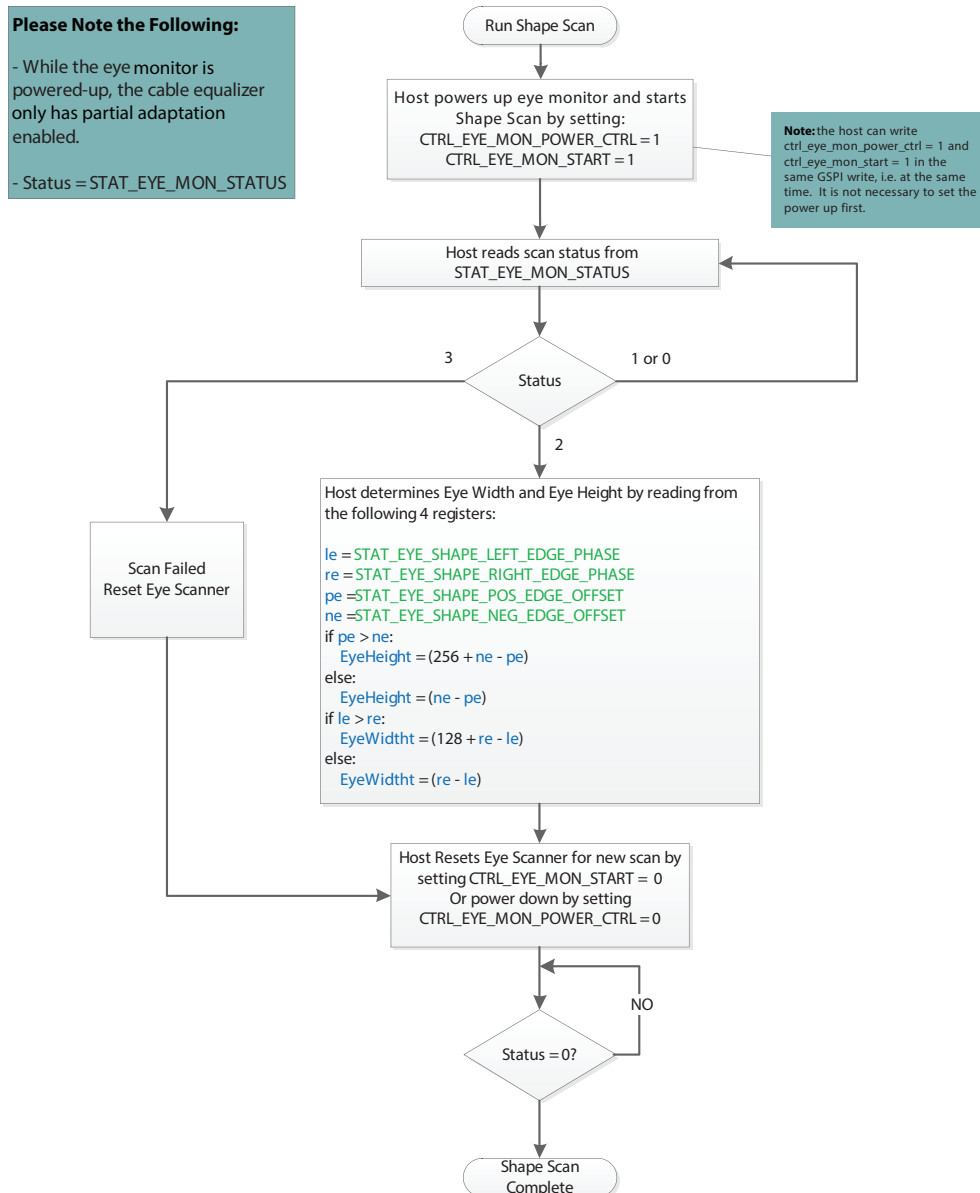 Please Note the Following:
- While the eye monitor is
powered-up, the cable equalizer
only has partial adaptation
enabled.
- Status = STAT_EYE_MON_STATUS
Run Shape Scan
Host powers up eye monitor and starts
Shape Scan by setting:
CTRL_EYE_MON_POWER_CTRL = 1
CTRL_EYE_MON_START = 1
Note: the host can write
ctrl_eye_mon_power_ctrl = 1 and
ctrl_eye_mon_start = 1 in the
same GSPI write, i.e. at the same
time. It is not necessary to set the
power up first.
Host reads scan status from
STAT_EYE_MON_STATUS
3
Status
1 or 0
2
Scan Failed
Reset Eye Scanner
Host determines Eye Width and Eye Height by reading from
the following 4 registers:
le = STAT_EYE_SHAPE_LEFT_EDGE_PHASE
re = STAT_EYE_SHAPE_RIGHT_EDGE_PHASE
pe =STAT_EYE_SHAPE_POS_EDGE_OFFSET
ne =STAT_EYE_SHAPE_NEG_EDGE_OFFSET
if pe > ne:
EyeHeight = (256 + ne - pe)
else:
EyeHeight = (ne - pe)
if le > re:
EyeWidtht = (128 + re - le)
else:
EyeWidtht = (re - le)
Host Resets Eye Scanner for new scan by
setting CTRL_EYE_MON_START = 0
Or power down by setting
CTRL_EYE_MON_POWER_CTRL = 0
NO
Status = 0?
Shape Scan
Complete